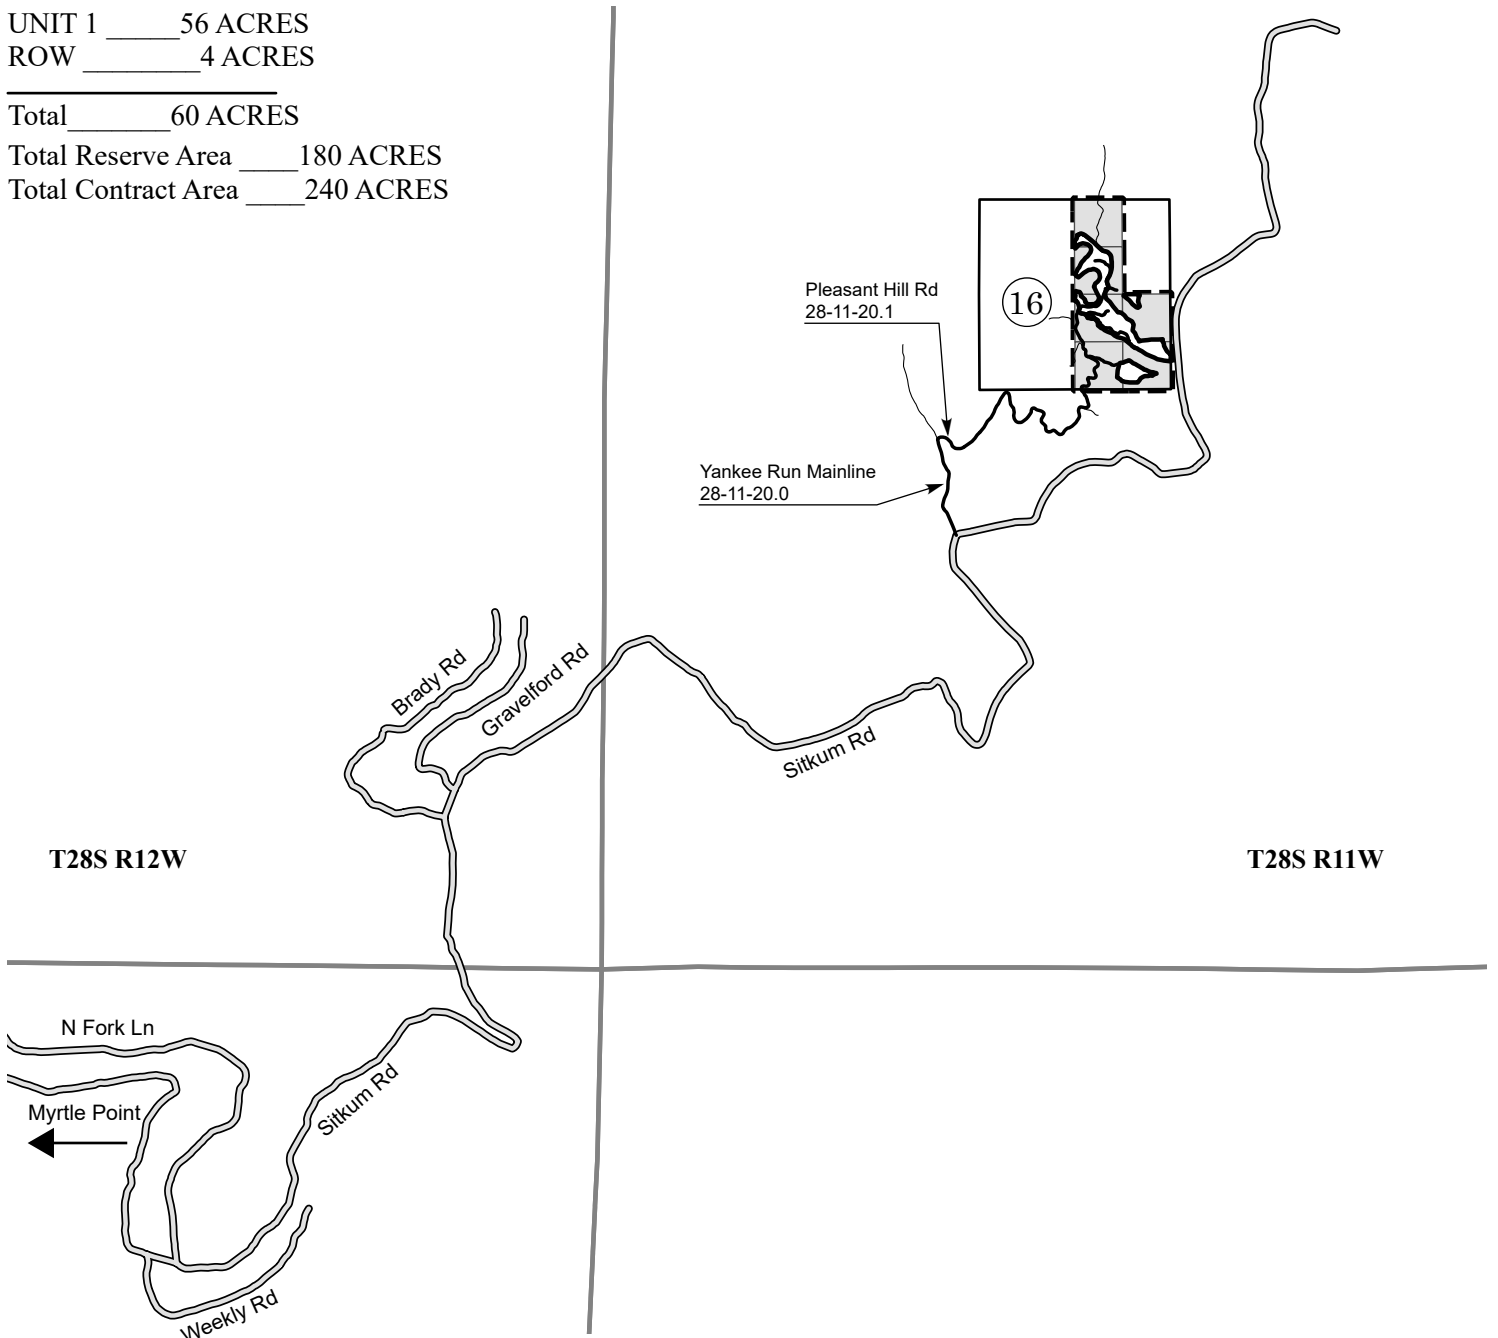 UNIT 1 _____56 ACRES
ROW ________4 ACRES
Total_______60 ACRES
Total Reserve Area ____180 ACRES
Total Contract Area ____240 ACRES
Pleasant Hill Rd
28-11-20.1
16
Yankee Run Mainline
28-11-20.0
Brady Rd
Gravelford Rd
Sitkum Rd
T28S R12W
T28S R11W
N Fork Ln
Myrtle Point
Sitkum Rd
Weekly Rd